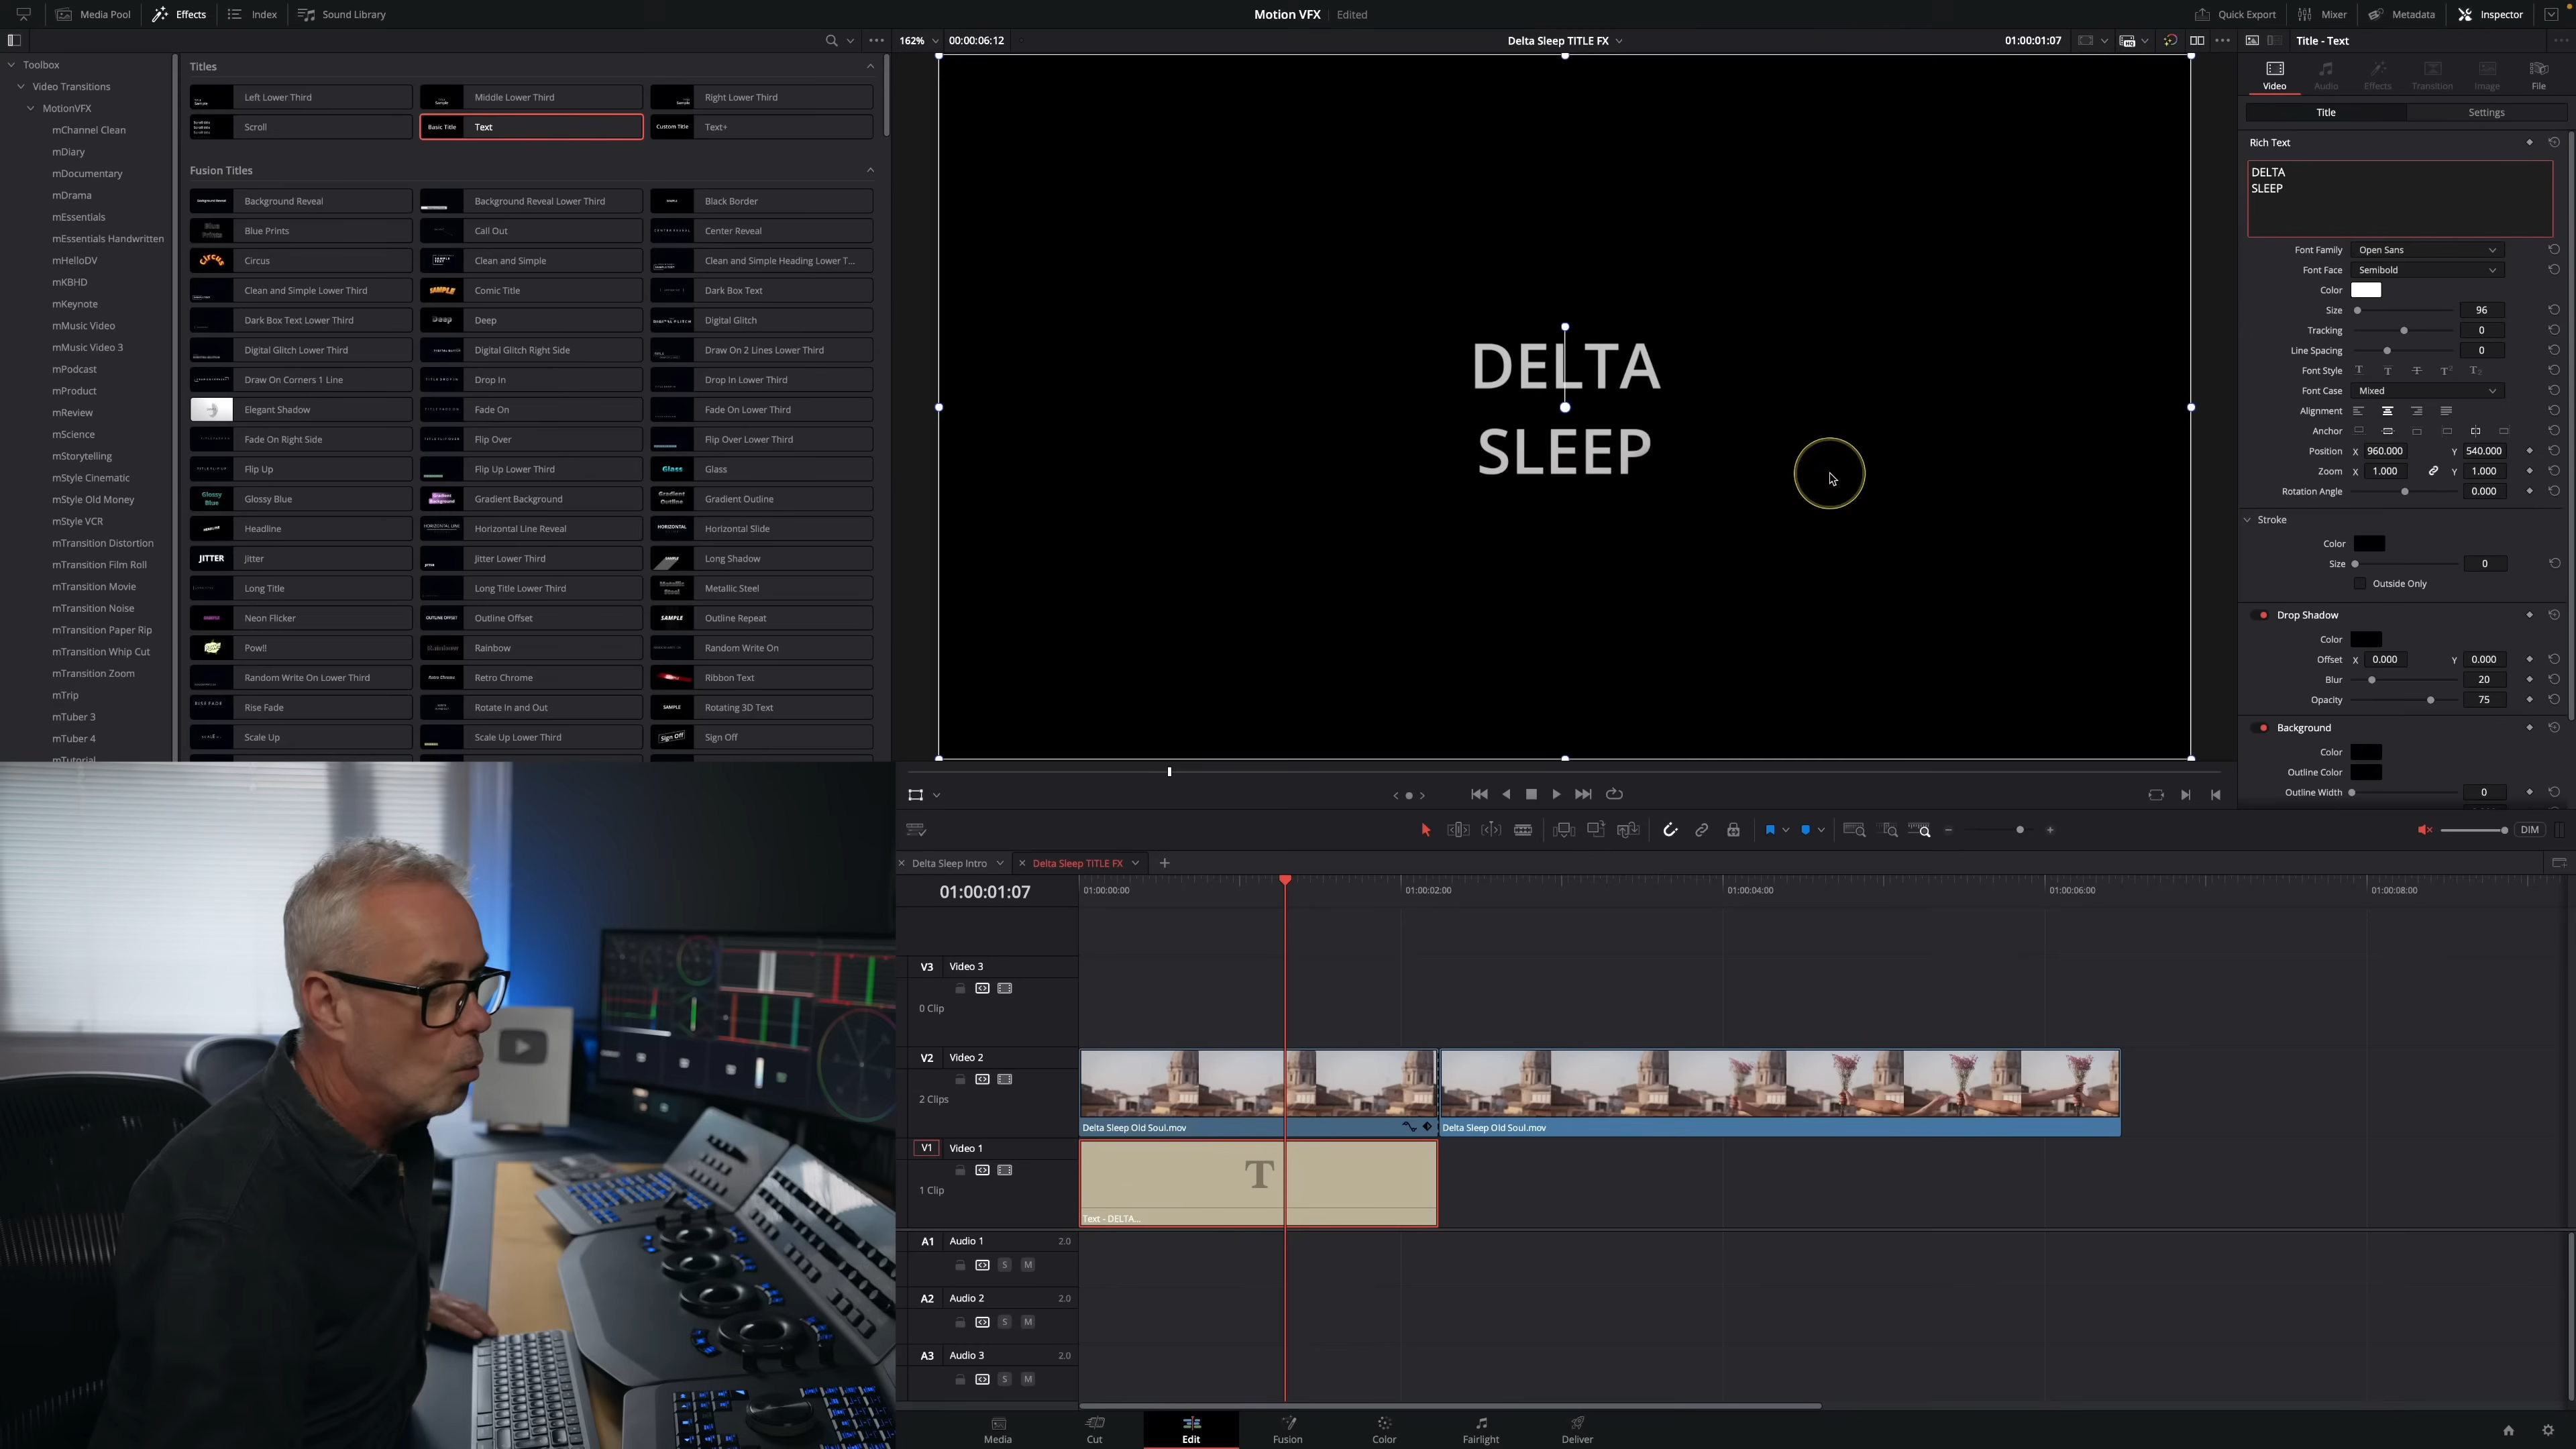 Media Pool
Effects
Index
Sound Library
Motion VFX
Edited
Quick Export
Mixer
Metadata
Inspector
162%
00:00:06:12
Delta Sleep TITLE FX
01:00:01:07
Title - Text
Toolbox
Video Transitions
MotionVFX
mChannel Clean
mDiary
mDocumentary
mDrama
mEssentials
mEssentials Handwritten
mHelloDV
mKBHD
mKeynote
mMusic Video
mMusic Video 3
mPodcast
mProduct
mReview
mScience
mStorytelling
mStyle Cinematic
mStyle Old Money
mStyle VCR
mTransition Distortion
mTransition Film Roll
mTransition Movie
mTransition Noise
mTransition Paper Rip
mTransition Whip Cut
mTransition Zoom
mTrip
mTuber 3
mTuber 4
mTutorial
Titles
Left Lower Third
Middle Lower Third
Right Lower Third
Scroll
Basic Title Text
Custom Title Text+
Fusion Titles
Background Reveal
Background Reveal Lower Third
Black Border
Blue Prints
Call Out
Center Reveal
Circus
Clean and Simple
Clean and Simple Heading Lower T...
Clean and Simple Lower Third
Comic Title
Dark Box Text
Dark Box Text Lower Third
Deep
Digital Glitch
Digital Glitch Lower Third
Digital Glitch Right Side
Draw On 2 Lines Lower Third
Draw On Corners 1 Line
Drop In
Drop In Lower Third
Elegant Shadow
Fade On
Fade On Lower Third
Fade On Right Side
Flip Over
Flip Over Lower Third
Flip Up
Flip Up Lower Third
Glass
Glossy Blue
Gradient Background
Gradient Outline
Headline
Horizontal Line Reveal
Horizontal Slide
JITTER Jitter
Jitter Lower Third
Long Shadow
Long Title
Long Title Lower Third
Metallic Steel
Neon Flicker
Outline Offset
Outline Repeat
Pow!!
Rainbow
Random Write On
Random Write On Lower Third
Retro Chrome
Ribbon Text
Rise Fade
Rotate In and Out
Rotating 3D Text
Scale Up
Scale Up Lower Third
Sign Off
DELTA
SLEEP
Video
Audio
Effects
Transition
Image
File
Title
Settings
Rich Text
DELTA
SLEEP
Font Family Open Sans
Font Face Semibold
Color
Size 96
Tracking 0
Line Spacing 0
Font Style T T T T² T₂
Font Case Mixed
Alignment
Anchor
Position X 960.000 Y 540.000
Zoom X 1.000 Y 1.000
Rotation Angle 0.000
Stroke
Color
Size 0
Outside Only
Drop Shadow
Color
Offset X 0.000 Y 0.000
Blur 20
Opacity 75
Background
Color
Outline Color
Outline Width 0
DIM
Delta Sleep Intro
Delta Sleep TITLE FX
01:00:01:07
01:00:00:00
01:00:02:00
01:00:04:00
01:00:06:00
01:00:08:00
V3 Video 3
0 Clip
V2 Video 2
2 Clips
Delta Sleep Old Soul.mov
Delta Sleep Old Soul.mov
V1 Video 1
1 Clip
T
Text - DELTA...
A1 Audio 1 2.0
S M
A2 Audio 2 2.0
S M
A3 Audio 3 2.0
S M
Media
Cut
Edit
Fusion
Color
Fairlight
Deliver